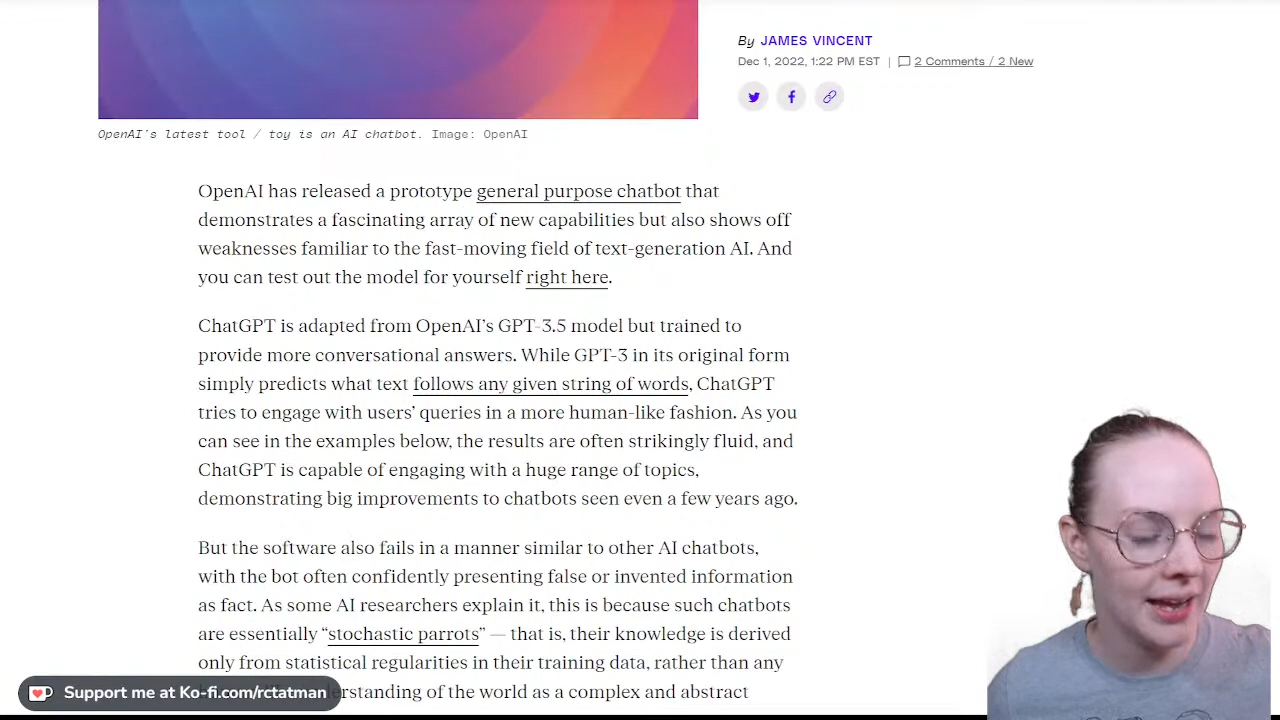 By JAMES VINCENT
Dec 1, 2022, 1:22 PM EST | 2 Comments / 2 New
OpenAI's latest tool / toy is an AI chatbot. Image: OpenAI
OpenAI has released a prototype general purpose chatbot that
demonstrates a fascinating array of new capabilities but also shows off
weaknesses familiar to the fast-moving field of text-generation AI. And
you can test out the model for yourself right here.
ChatGPT is adapted from OpenAI’s GPT-3.5 model but trained to
provide more conversational answers. While GPT-3 in its original form
simply predicts what text follows any given string of words, ChatGPT
tries to engage with users’ queries in a more human-like fashion. As you
can see in the examples below, the results are often strikingly fluid, and
ChatGPT is capable of engaging with a huge range of topics,
demonstrating big improvements to chatbots seen even a few years ago.
But the software also fails in a manner similar to other AI chatbots,
with the bot often confidently presenting false or invented information
as fact. As some AI researchers explain it, this is because such chatbots
are essentially “stochastic parrots” — that is, their knowledge is derived
only from statistical regularities in their training data, rather than any
of the world as a complex and abstract
Support me at Ko-fi.com/rctatman